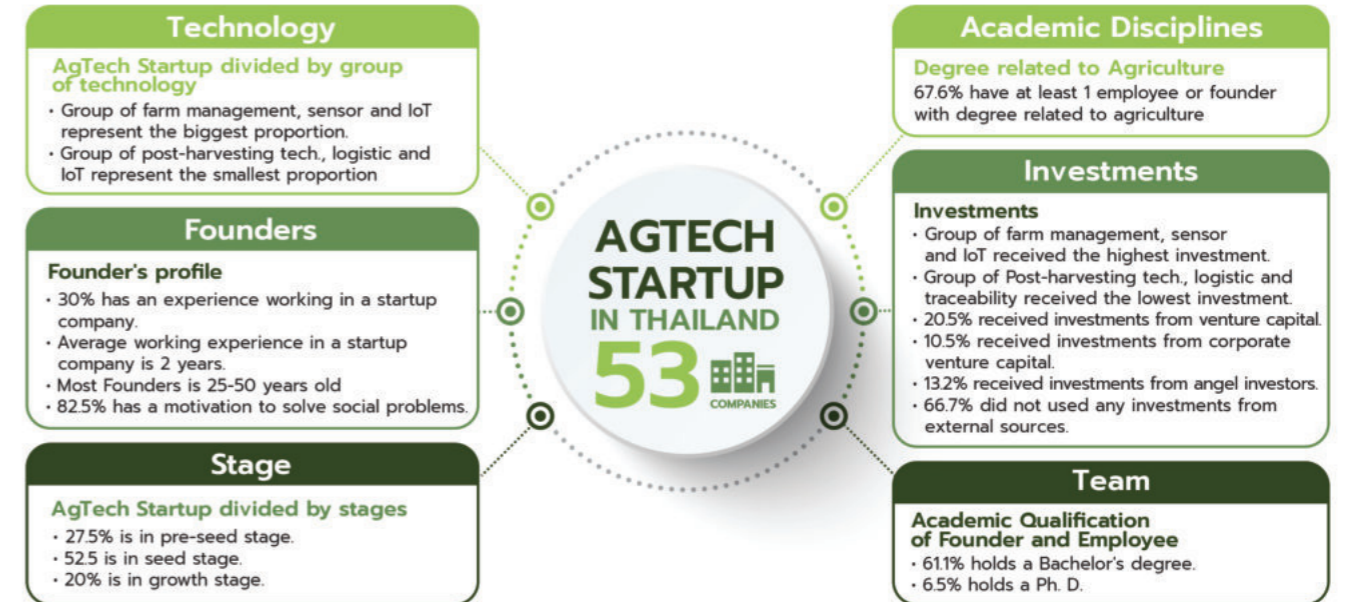 Technology
AgTech Startup divided by group
of technology
· Group of farm management, sensor and IoT
represent the biggest proportion.
· Group of post-harvesting tech., logistic and
IoT represent the smallest proportion
Founders
Founder's profile
· 30% has an experience working in a startup
company.
· Average working experience in a startup
company is 2 years.
· Most Founders is 25-50 years old
· 82.5% has a motivation to solve social problems.
Stage
AgTech Startup divided by stages
· 27.5% is in pre-seed stage.
· 52.5 is in seed stage.
· 20% is in growth stage.
AGTECH
STARTUP
IN THAILAND
53
COMPANIES
Academic Disciplines
Degree related to Agriculture
67.6% have at least 1 employee or founder
with degree related to agriculture
Investments
Investments
· Group of farm management, sensor
and IoT received the highest investment.
· Group of Post-harvesting tech., logistic and
traceability received the lowest investment.
· 20.5% received investments from venture capital.
· 10.5% received investments from corporate
venture capital.
· 13.2% received investments from angel investors.
· 66.7% did not used any investments from
external sources.
Team
Academic Qualification
of Founder and Employee
· 61.1% holds a Bachelor's degree.
· 6.5% holds a Ph. D.